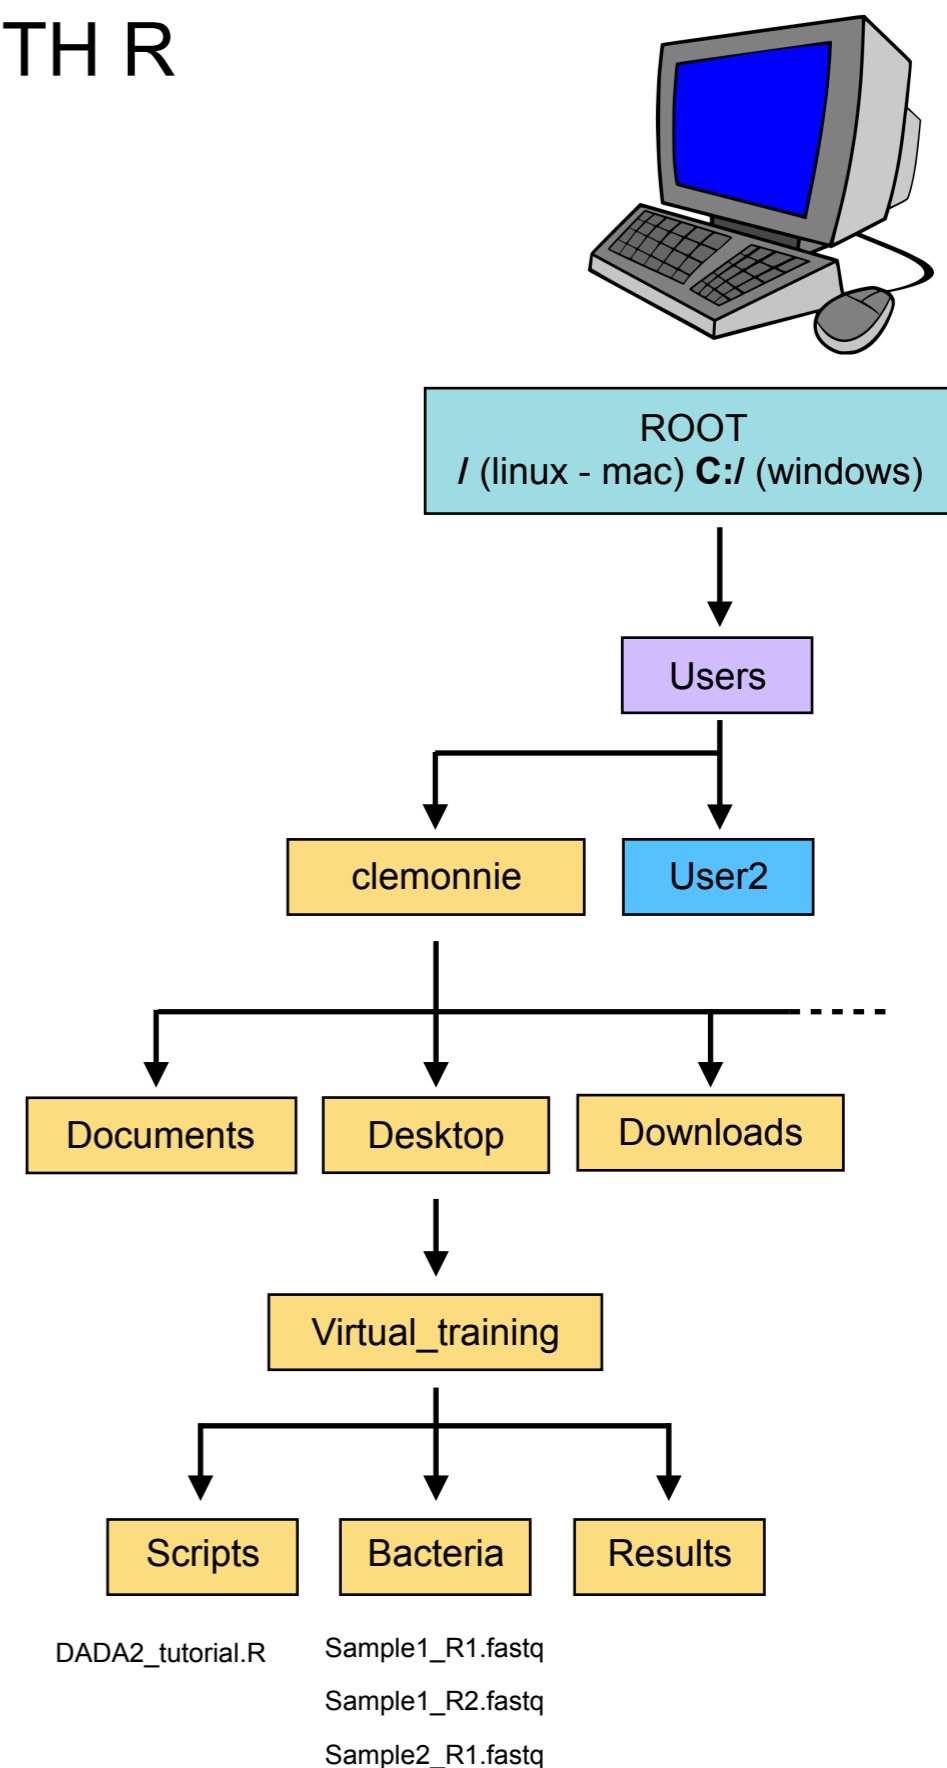 TH R
ROOT
/ (linux - mac) C:/ (windows)
Users
clemonnie
User2
Documents
Desktop
Downloads
Virtual_training
Scripts
Bacteria
Results
DADA2_tutorial.R
Sample1_R1.fastq
Sample1_R2.fastq
Sample2_R1.fastq